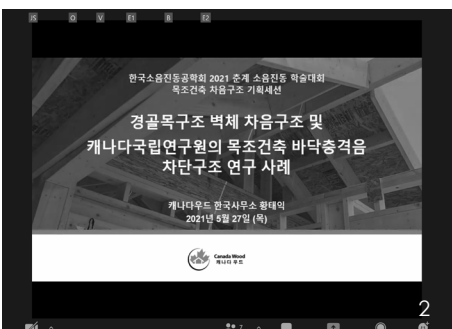 JS O V E1 B E2
한국소음진동공학회 2021 춘계 소음진동 학술대회
목조건축 차음구조 기획세션
경골목구조 벽체 차음구조 및
캐나다국립연구원의 목조건축 바닥충격음
차단구조 연구 사례
캐나다우드 한국사무소 황태익
2021년 5월 27일 (목)
Canada Wood
캐나다 우드
2
7